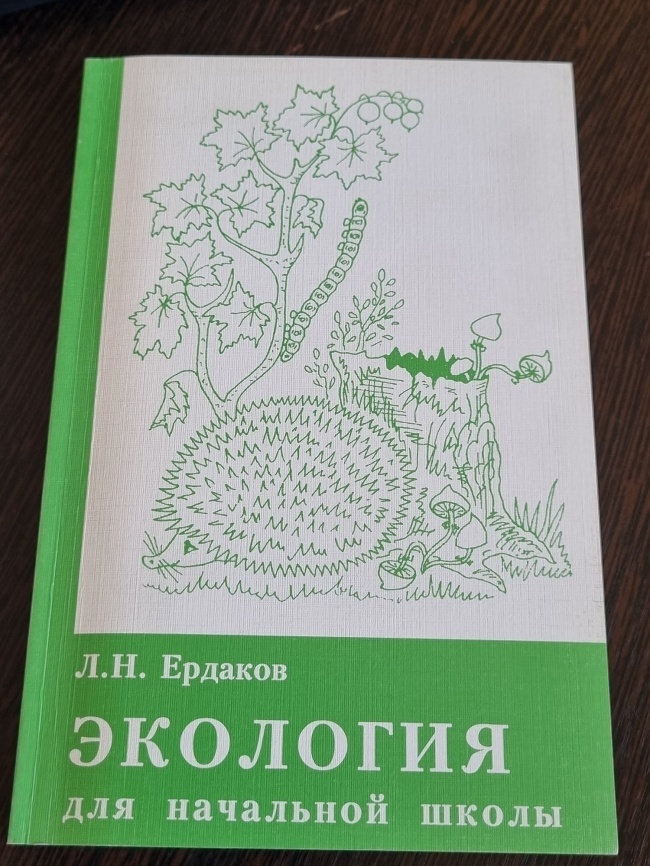 Л.Н. Ердаков
ЭКОЛОГИЯ
для начальной школы